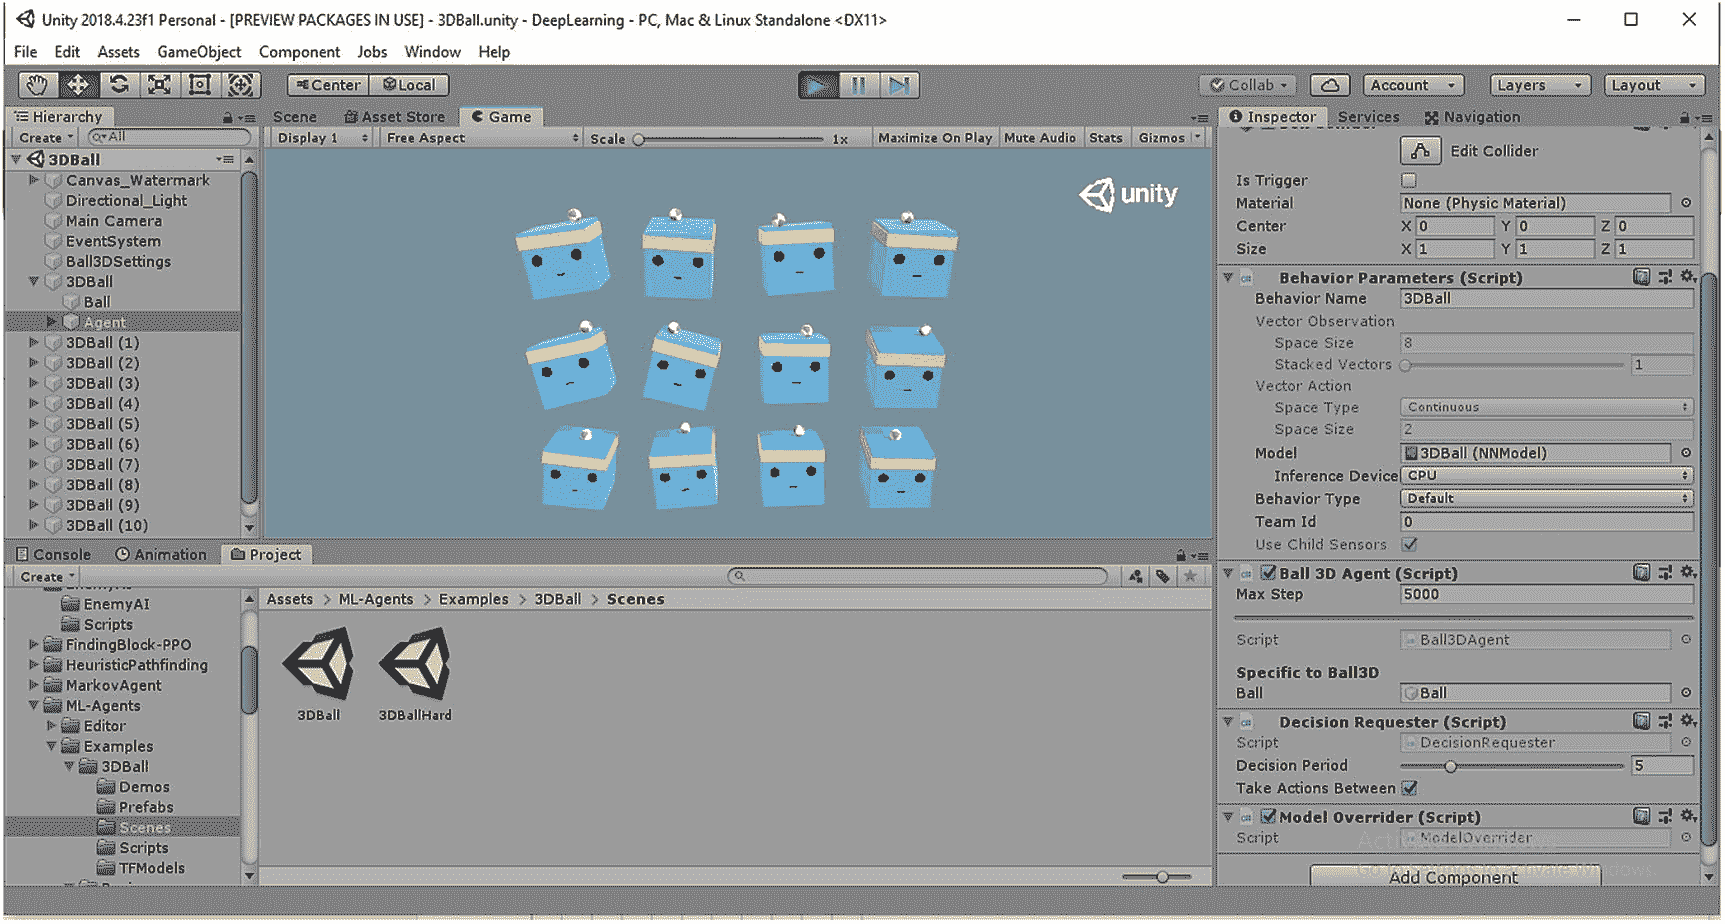 Unity 2018.4.23f1 Personal - [PREVIEW PACKAGES IN USE] - 3DBall.unity - DeepLearning - PC, Mac & Linux Standalone <DX11>
File Edit Assets GameObject Component Jobs Window Help
Center Local Collab Account Layers Layout
Hierarchy
Create All
3DBall
Canvas_Watermark
Directional_Light
Main Camera
EventSystem
Ball3DSettings
3DBall
Ball
Agent
3DBall (1)
3DBall (2)
3DBall (3)
3DBall (4)
3DBall (5)
3DBall (6)
3DBall (7)
3DBall (8)
3DBall (9)
3DBall (10)
Scene Asset Store Game
Display 1 Free Aspect Scale 1x Maximize On Play Mute Audio Stats Gizmos
unity
Console Animation Project
Create
EnemyAI
Scripts
FindingBlock-PPO
HeuristicPathfinding
MarkovAgent
ML-Agents
Editor
Examples
3DBall
Demos
Prefabs
Scenes
Scripts
TFModels
Assets > ML-Agents > Examples > 3DBall > Scenes
3DBall 3DBallHard
Inspector Services Navigation
Edit Collider
Is Trigger
Material None (Physic Material)
Center X 0 Y 0 Z 0
Size X 1 Y 1 Z 1
Behavior Parameters (Script)
Behavior Name 3DBall
Vector Observation
Space Size 8
Stacked Vectors 1
Vector Action
Space Type Continuous
Space Size 2
Model 3DBall (NNModel)
Inference Device CPU
Behavior Type Default
Team Id 0
Use Child Sensors
Ball 3D Agent (Script)
Max Step 5000
Script Ball3DAgent
Specific to Ball3D
Ball Ball
Decision Requester (Script)
Script DecisionRequester
Decision Period 5
Take Actions Between
Model Overrider (Script)
Script ModelOverrider
Add Component